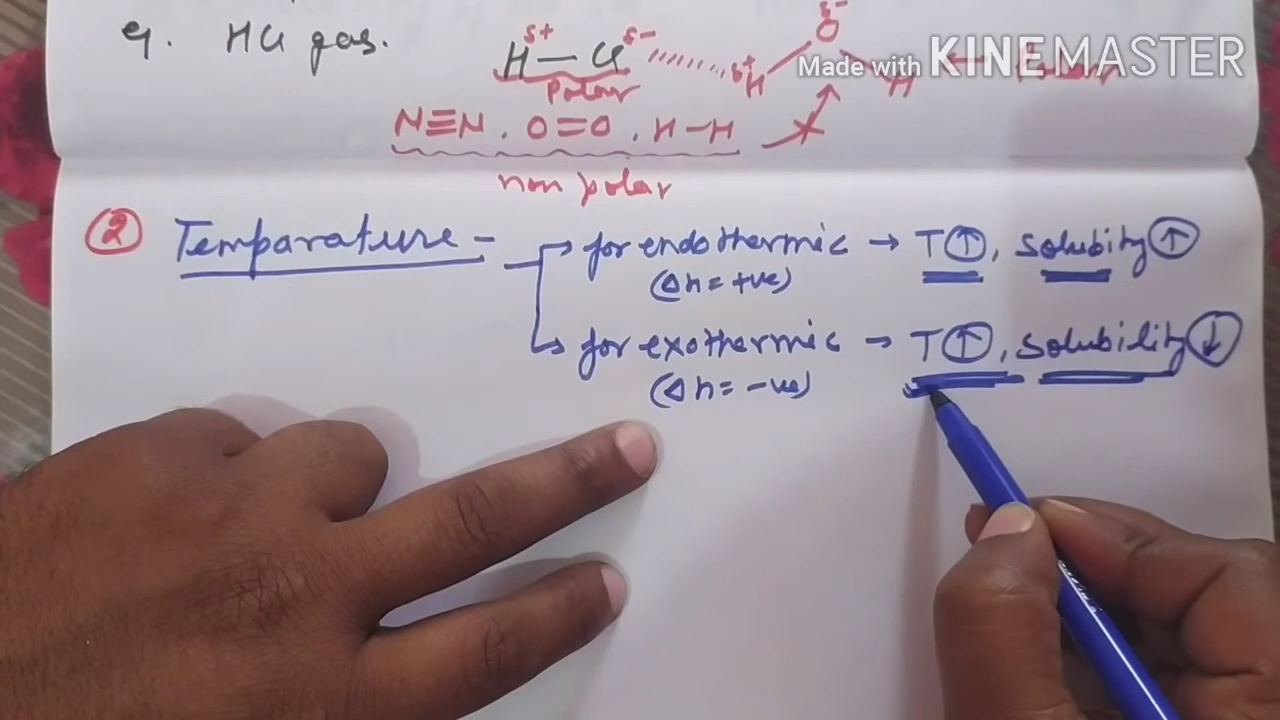 eg. HCl gas.
δ+ δ-
H — Cl
δ-
O
δ+
H H
Made with KINEMASTER
Polar
N≡N . O=O . H-H
non polar
② Temparature - for endothermic → T↑, Solubity↑
(Δh = +ve)
for exothermic → T↑, Solubility↓
(Δh = -ve)